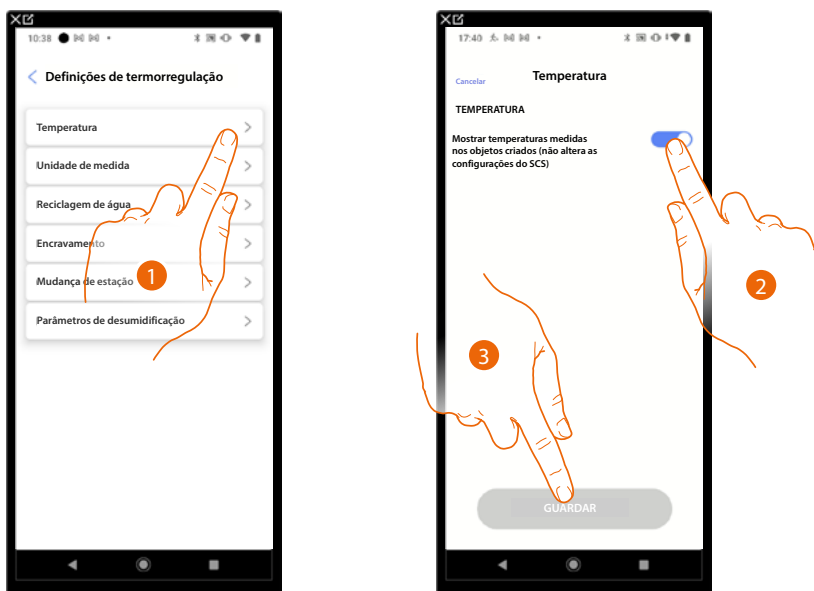 10:38
Definições de termorregulação
Temperatura
Unidade de medida
Reciclagem de água
Encravamento
Mudança de estação
Parâmetros de desumidificação
1
17:40
Cancelar
Temperatura
TEMPERATURA
Mostrar temperaturas medidas
nos objetos criados (não altera as
configurações do SCS)
2
3
GUARDAR